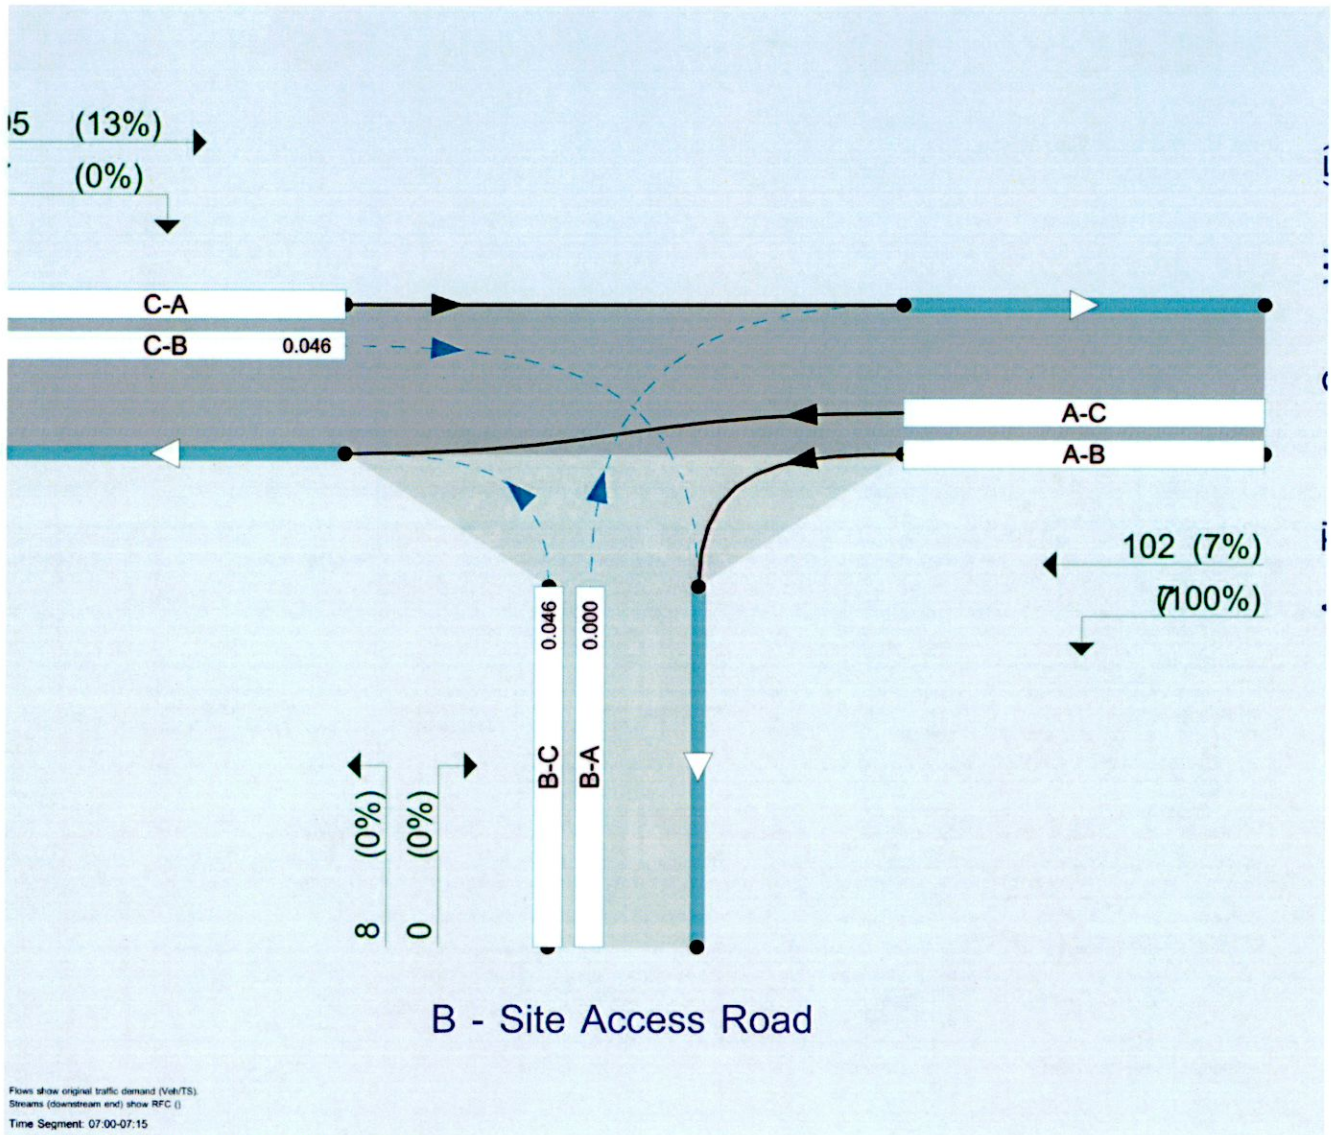 (13%)
(0%)
C-A
C-B 0.046
A-C
A-B
102 (7%)
(100%)
0.046
0.000
B-C
B-A
8 (0%)
0 (0%)
B - Site Access Road
Flows show original traffic demand (Veh/TS).
Streams (downstream end) show RFC ()
Time Segment: 07:00-07:15